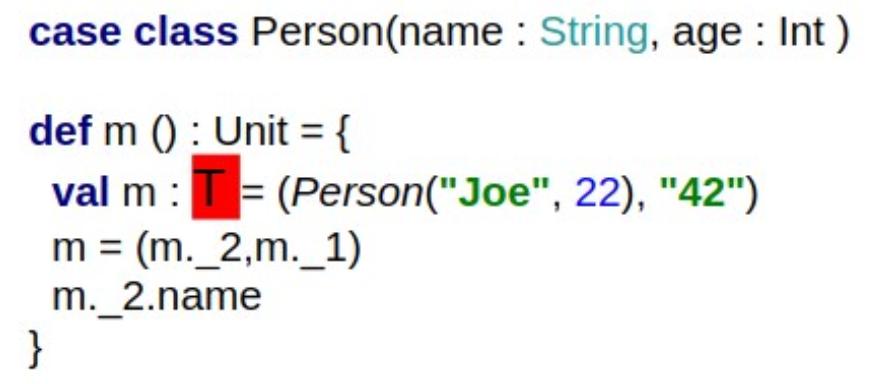 case class Person(name : String, age : Int )
def m () : Unit = {
val m : T = (Person("Joe", 22), "42")
m = (m._2,m._1)
m._2.name
}